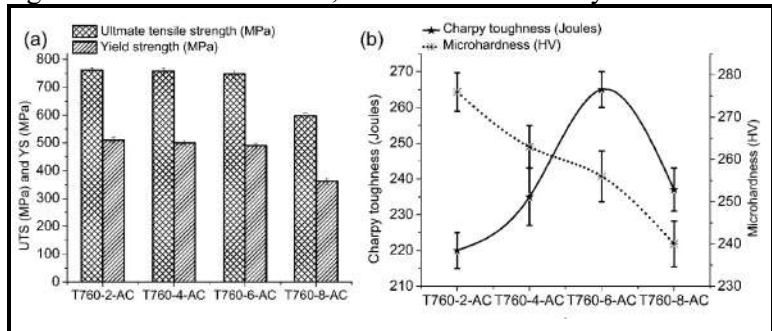 (a) Ultmate tensile strength (MPa)
Yield strength (MPa)
UTS (MPa) and YS (MPa)
800
700
600
500
400
300
200
100
0
T760-2-AC T760-4-AC T760-6-AC T760-8-AC
(b) Charpy toughness (Joules)
Microhardness (HV)
Charpy toughness (Joules)
270
260
250
240
230
220
210
280
270
260
250
240
230
Microhardness (HV)
T760-2-AC T760-4-AC T760-6-AC T760-8-AC